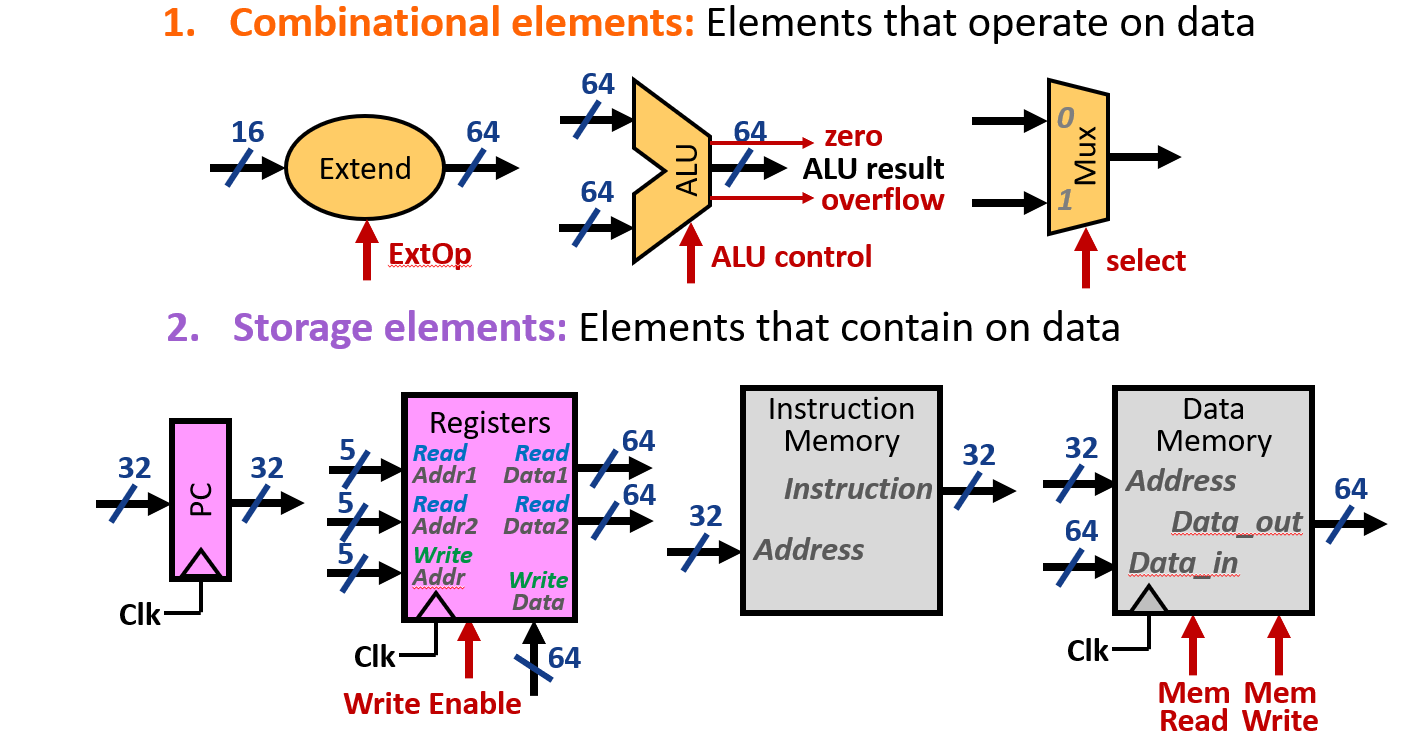 1. Combinational elements: Elements that operate on data
16
Extend
64
ExtOp
64
64
ALU
64
zero
ALU result
overflow
ALU control
0
1
Mux
select
2. Storage elements: Elements that contain on data
32
PC
32
Clk
Registers
5
Read
Addr1
5
Read
Addr2
5
Write
Addr
Read
Data1
64
Read
Data2
64
Write
Data
64
Clk
Write Enable
Instruction
Memory
Instruction
32
32
Address
Data
Memory
32
Address
Data_out
64
64
Data_in
Clk
Mem
Read
Mem
Write